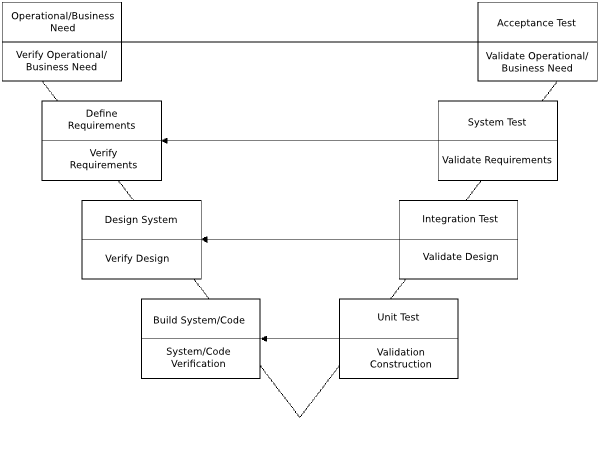 Operational/Business
Need
Verify Operational/
Business Need
Acceptance Test
Validate Operational/
Business Need
Define
Requirements
Verify
Requirements
System Test
Validate Requirements
Design System
Verify Design
Integration Test
Validate Design
Build System/Code
System/Code
Verification
Unit Test
Validation
Construction